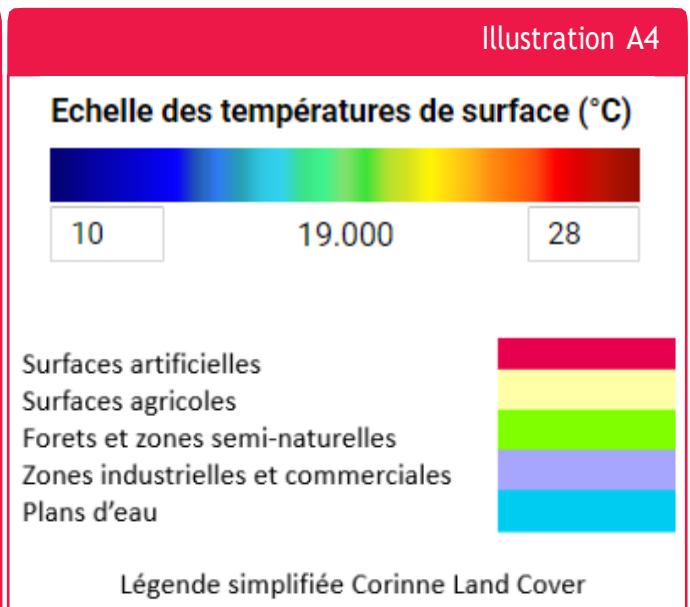 Illustration A4
Echelle des températures de surface (°C)
10 19.000 28
Surfaces artificielles
Surfaces agricoles
Forets et zones semi-naturelles
Zones industrielles et commerciales
Plans d'eau
Légende simplifiée Corinne Land Cover